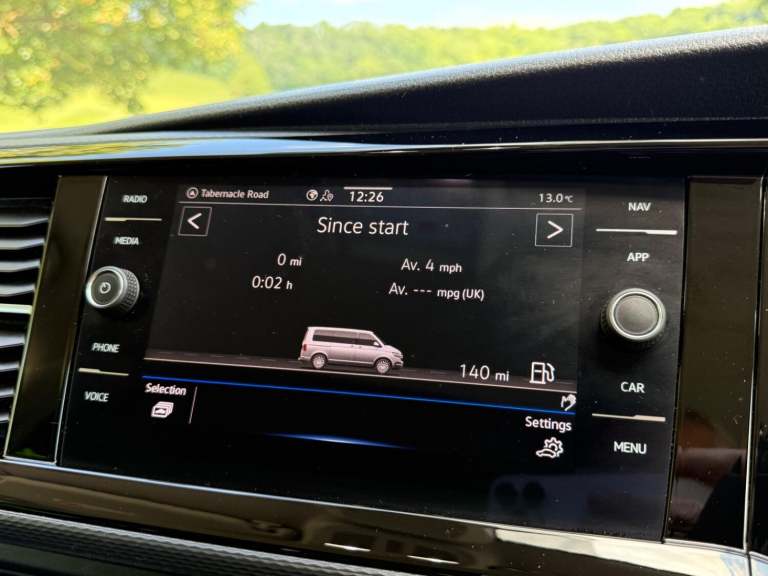 RADIO
MEDIA
PHONE
VOICE
Tabernacle Road
12:26
13.0°C
<
Since start
>
0 mi
Av. 4 mph
0:02 h
Av. --- mpg (UK)
140 mi
Selection
Settings
NAV
APP
CAR
MENU